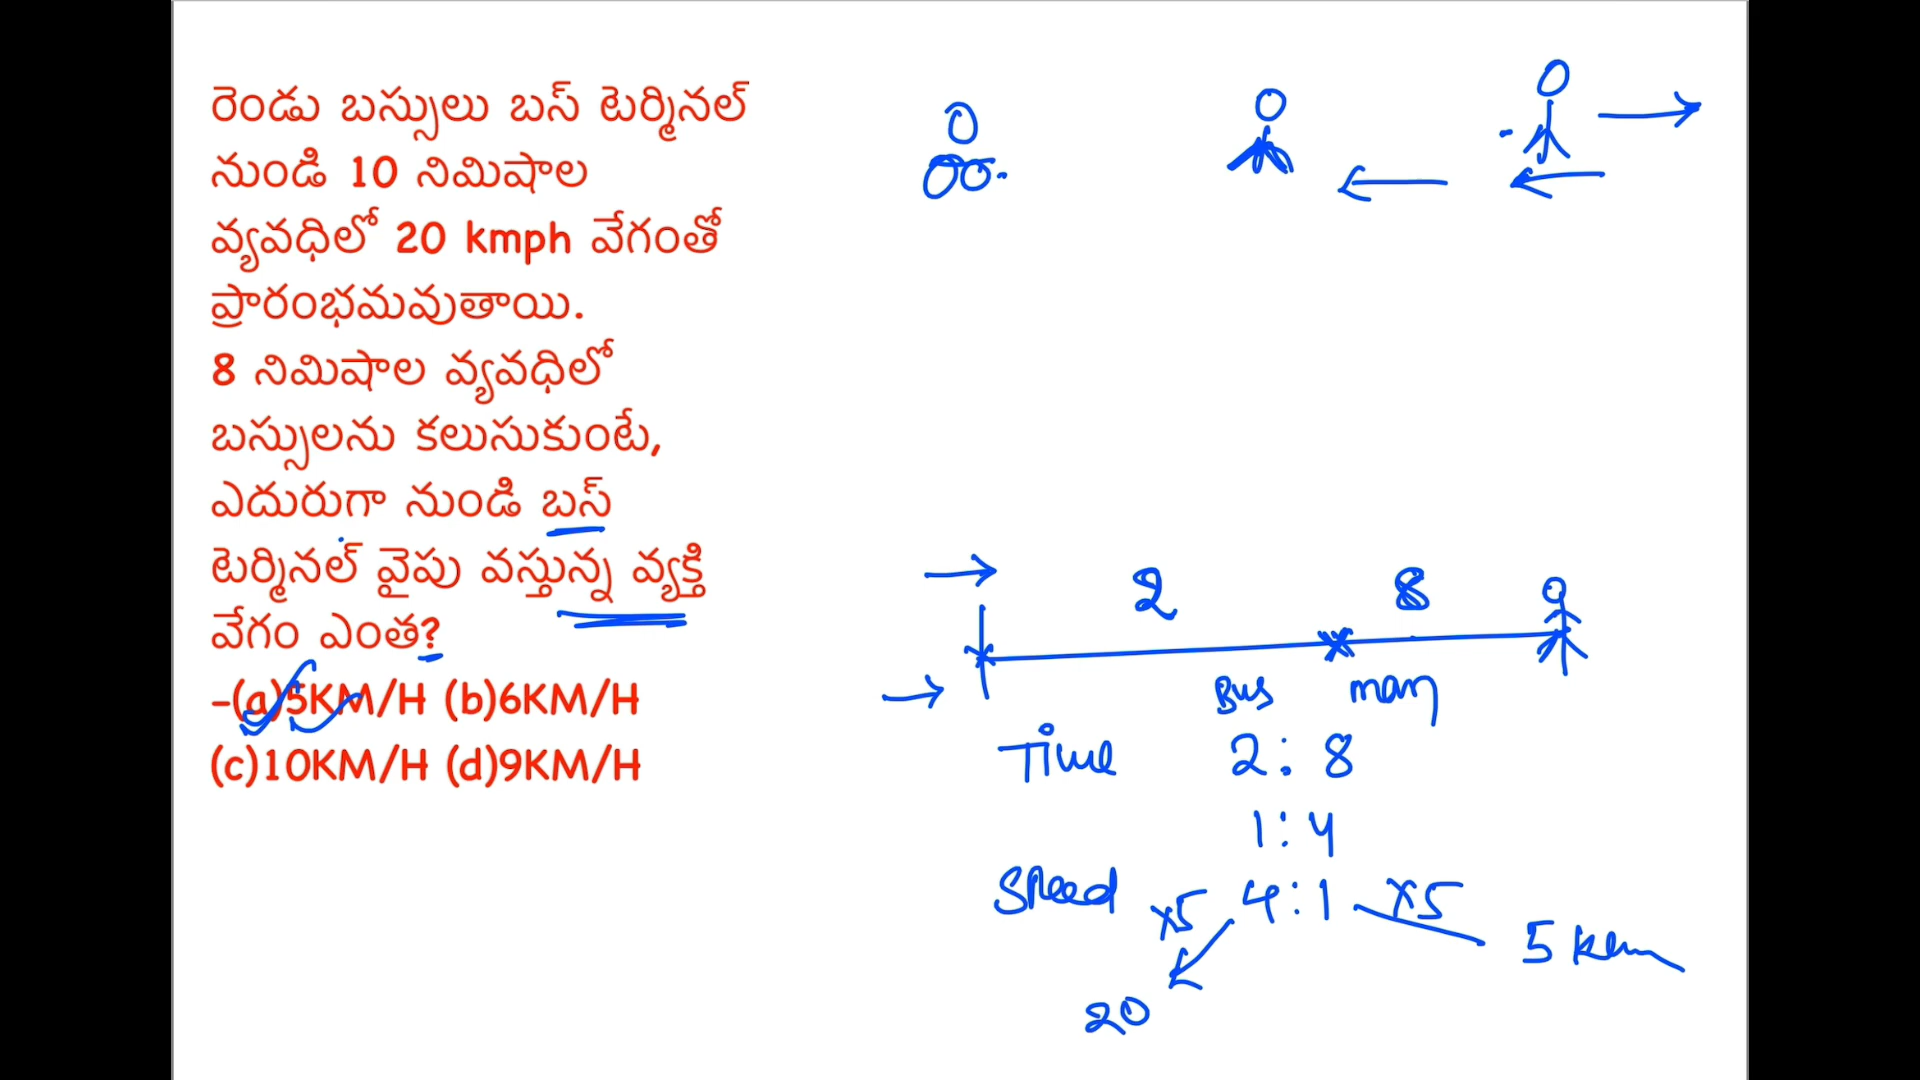 రెండు బస్సులు బస్ టెర్మినల్
నుండి 10 నిమిషాల
వ్యవధిలో 20 kmph వేగంతో
ప్రారంభమవుతాయి.
8 నిమిషాల వ్యవధిలో
బస్సులను కలుసుకుంటే,
ఎదురుగా నుండి బస్
టెర్మినల్ వైపు వస్తున్న వ్యక్తి
వేగం ఎంత?
-(a)5KM/H (b)6KM/H
(c)10KM/H (d)9KM/H
2 8
Bus man
Time 2 : 8
1 : 4
Speed x5 4 : 1 x5
5 km
20